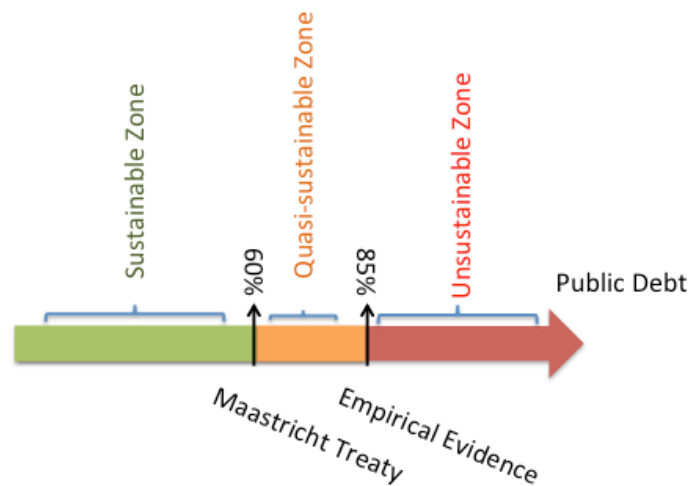 Sustainable Zone
60%
Quasi-sustainable Zone
85%
Unsustainable Zone
Public Debt
Maastricht Treaty
Empirical Evidence